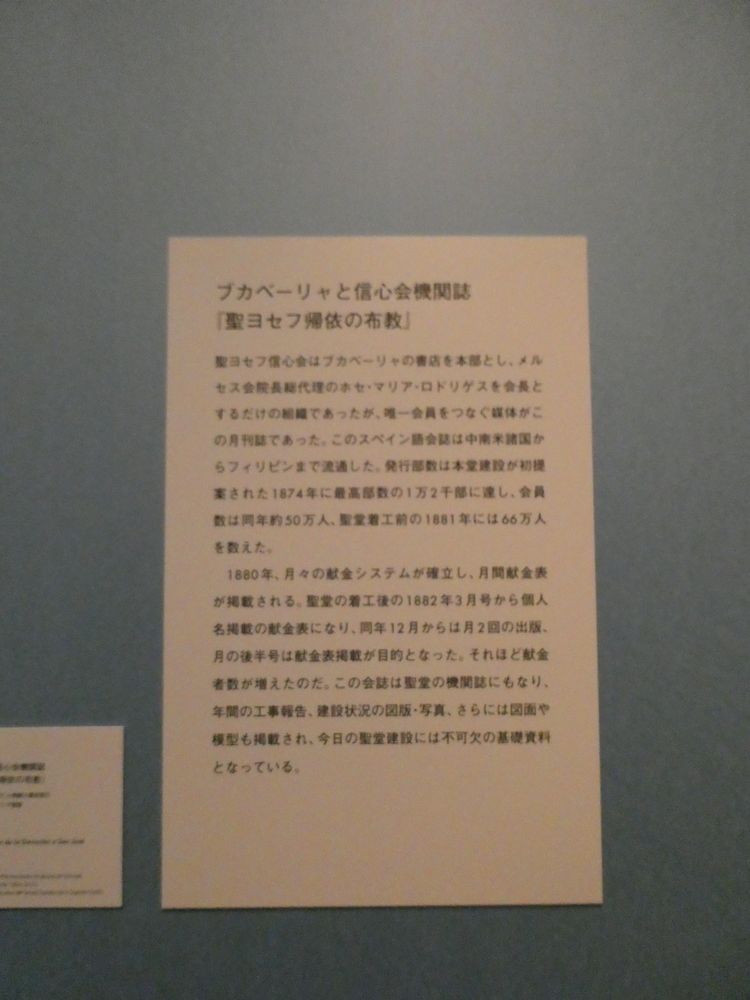 ブカベーリャと信心会機関誌
『聖ヨセフ帰依の布教』
聖ヨセフ信心会はブカベーリャの書店を本部とし、メル
セス会院長総代理のホセ・マリア・ロドリゲスを会長と
するだけの組織であったが、唯一会員をつなぐ媒体がこ
の月刊誌であった。このスペイン語会誌は中南米諸国か
らフィリピンまで流通した。発行部数は本堂建設が初提
案された1874年に最高部数の1万2千部に達し、会員
数は同年約50万人、聖堂着工前の1881年には66万人
を数えた。
1880年、月々の献金システムが確立し、月間献金表
が掲載される。聖堂の着工後の1882年3月号から個人
名掲載の献金表になり、同年12月からは月2回の出版、
月の後半号は献金表掲載が目的となった。それほど献金
者数が増えたのだ。この会誌は聖堂の機関誌にもなり、
年間の工事報告、建設状況の図版・写真、さらには図面や
模型も掲載され、今日の聖堂建設には不可欠の基礎資料
となっている。
心会機関誌
帰依の布教』